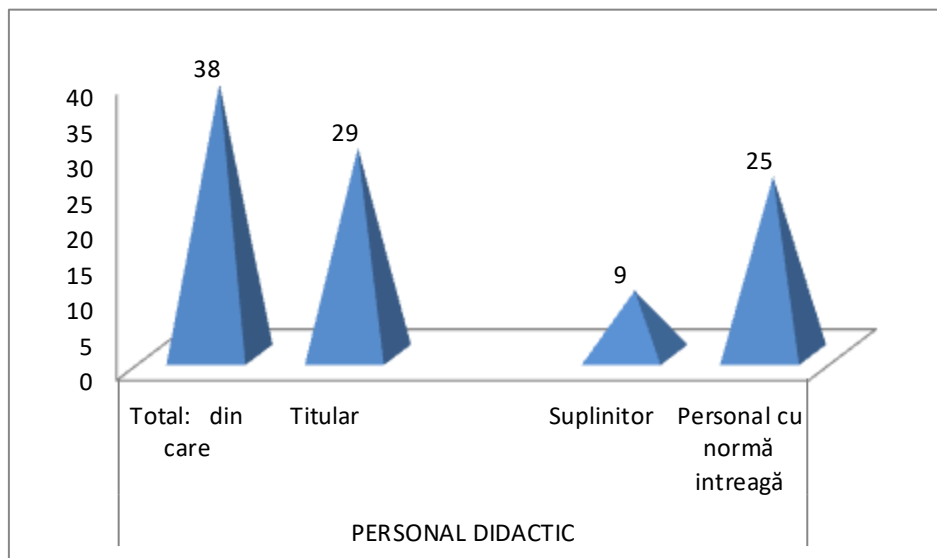 38
40
35
29
30
25
25
20
15
9
10
5
0
Total: din
care
Titular
Suplinitor
Personal cu
normă
intreagă
PERSONAL DIDACTIC